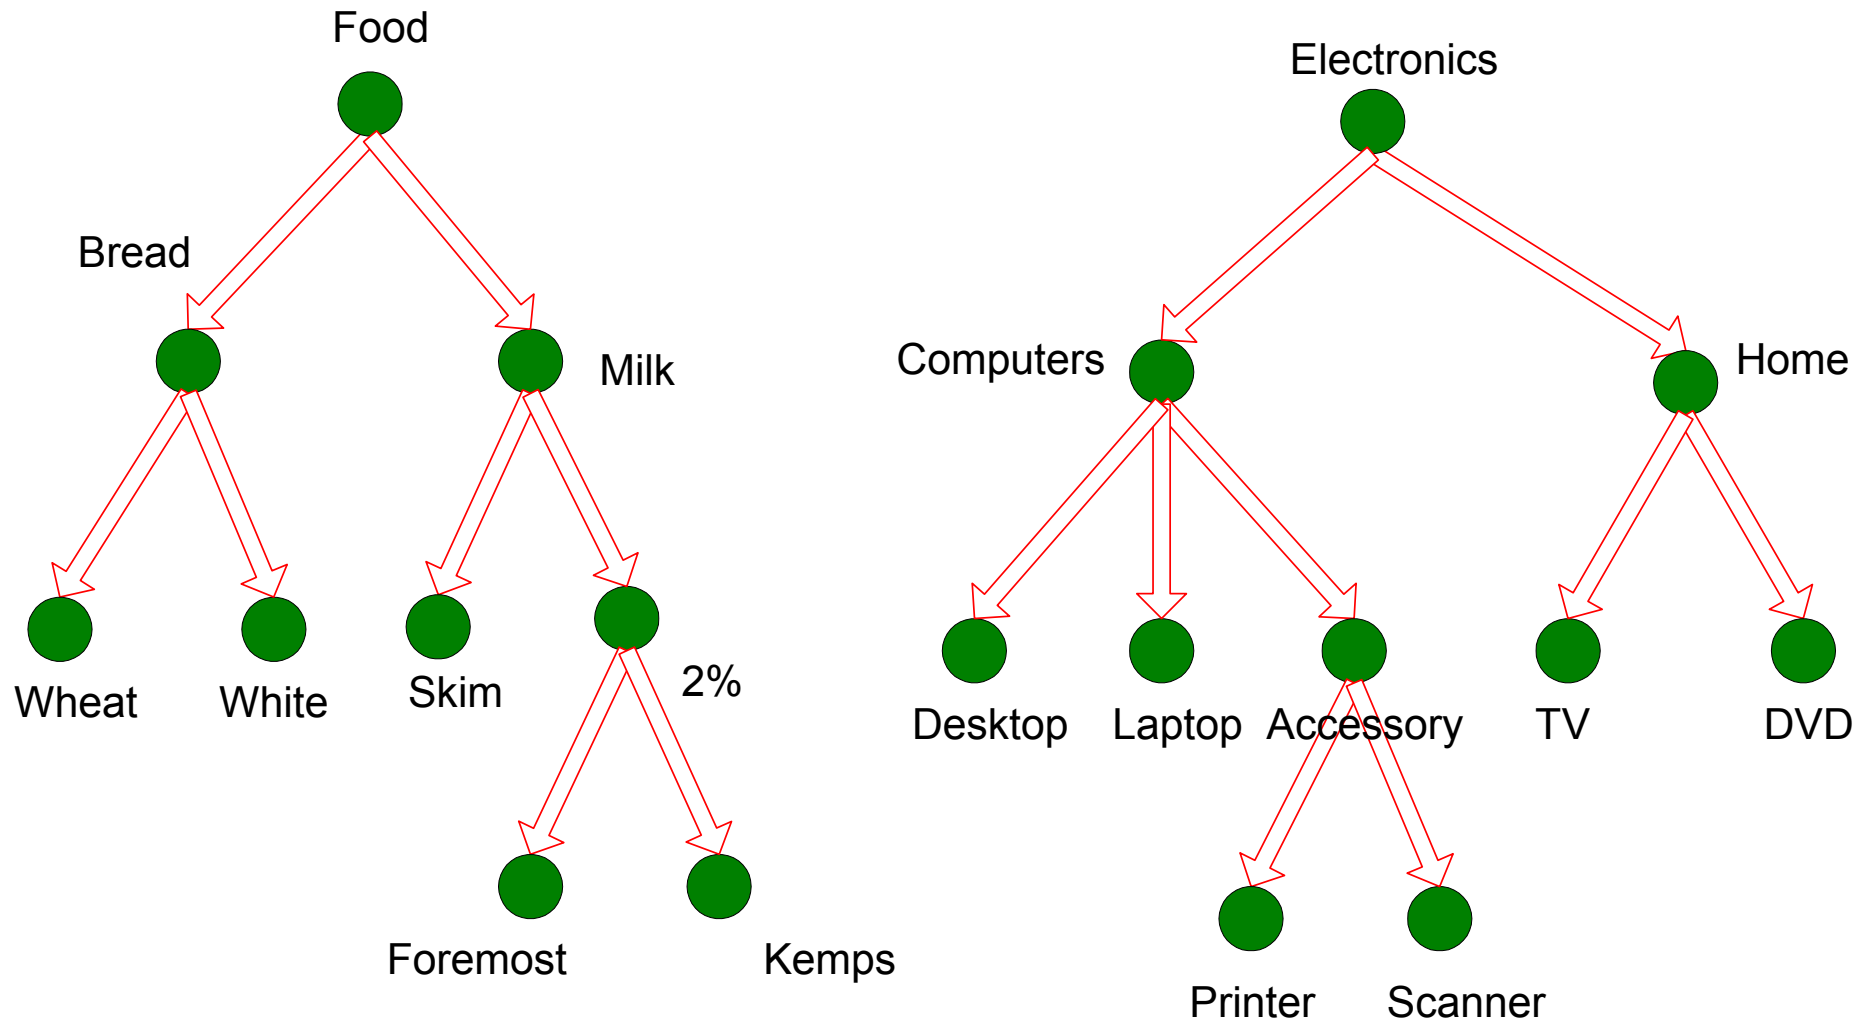 Food
Electronics
Bread
Milk
Computers
Home
Wheat
White
Skim
2%
Desktop
Laptop
Accessory
TV
DVD
Foremost
Kemps
Printer
Scanner